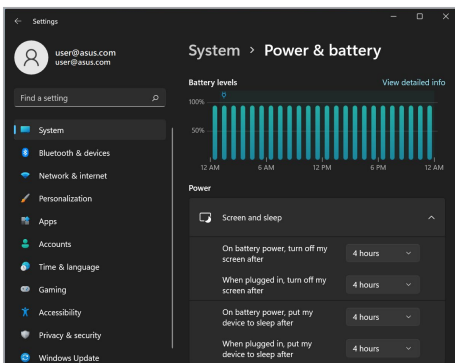 Settings
user@asus.com
user@asus.com
Find a setting
System
Bluetooth & devices
Network & internet
Personalization
Apps
Accounts
Time & language
Gaming
Accessibility
Privacy & security
Windows Update
System > Power & battery
Battery levels
View detailed info
100%
50%
12 AM 6 AM 12 PM 6 PM 12 AM
Power
Screen and sleep
On battery power, turn off my
screen after
4 hours
When plugged in, turn off my
screen after
4 hours
On battery power, put my
device to sleep after
4 hours
When plugged in, put my
device to sleep after
4 hours